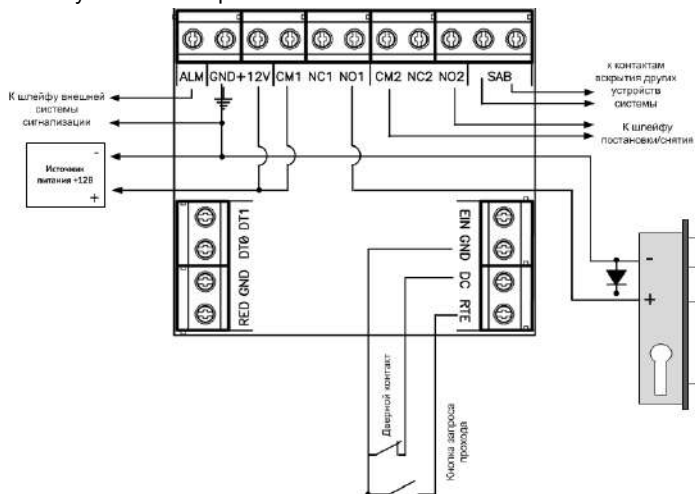 ALM GND +12V CM1 NC1 NO1 CM2 NC2 NO2 SAB
К шлейфу внешней
системы
сигнализации
к контактам
вскрытия других
устройств
системы
К шлейфу
постановки/снятия
Источник
питания +12В
-
+
DT0 DT1
RED GND
EIN GND
DC
RTE
-
+
Дверной контакт
Кнопка запроса
прохода